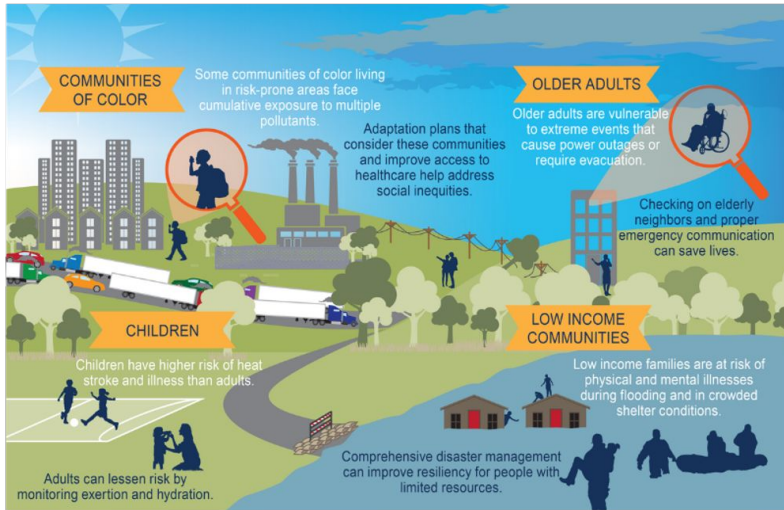 COMMUNITIES
OF COLOR
Some communities of color living
in risk-prone areas face
cumulative exposure to multiple
pollutants.
Adaptation plans that
consider these communities
and improve access to
healthcare help address
social inequities.
OLDER ADULTS
Older adults are vulnerable
to extreme events that
cause power outages or
require evacuation.
Checking on elderly
neighbors and proper
emergency communication
can save lives.
CHILDREN
Children have higher risk of heat
stroke and illness than adults.
Adults can lessen risk by
monitoring exertion and hydration.
LOW INCOME
COMMUNITIES
Low income families are at risk of
physical and mental illnesses
during flooding and in crowded
shelter conditions.
Comprehensive disaster management
can improve resiliency for people with
limited resources.